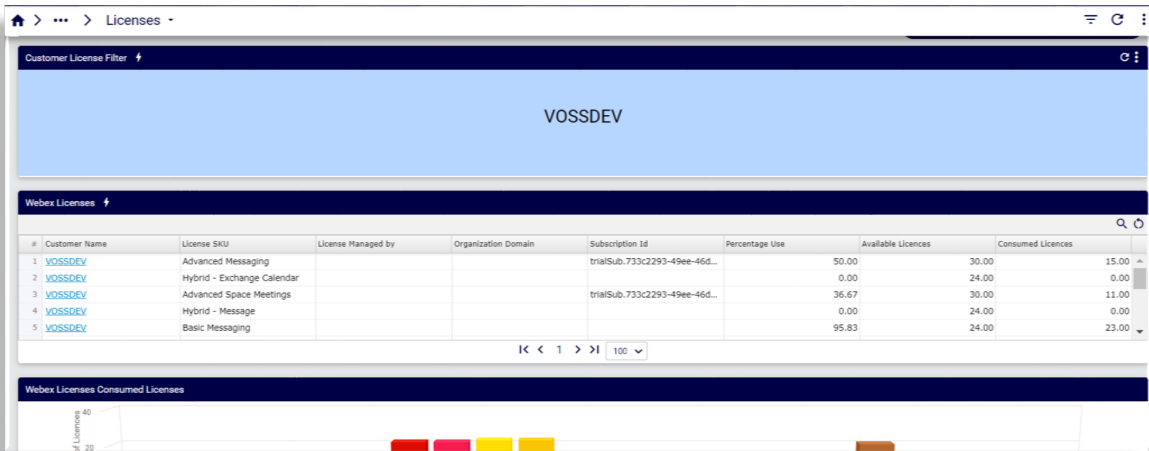 ••• Licenses
Customer License Filter
VOSSDEV
Webex Licenses
# Customer Name License SKU License Managed by Organization Domain Subscription Id Percentage Use Available Licences Consumed Licences
1 VOSSDEV Advanced Messaging trialSub.733c2293-49ee-46d... 50.00 30.00 15.00
2 VOSSDEV Hybrid - Exchange Calendar 0.00 24.00 0.00
3 VOSSDEV Advanced Space Meetings trialSub.733c2293-49ee-46d... 36.67 30.00 11.00
4 VOSSDEV Hybrid - Message 0.00 24.00 0.00
5 VOSSDEV Basic Messaging 95.83 24.00 23.00
1 100
Webex Licenses Consumed Licenses
40
of Licences
20